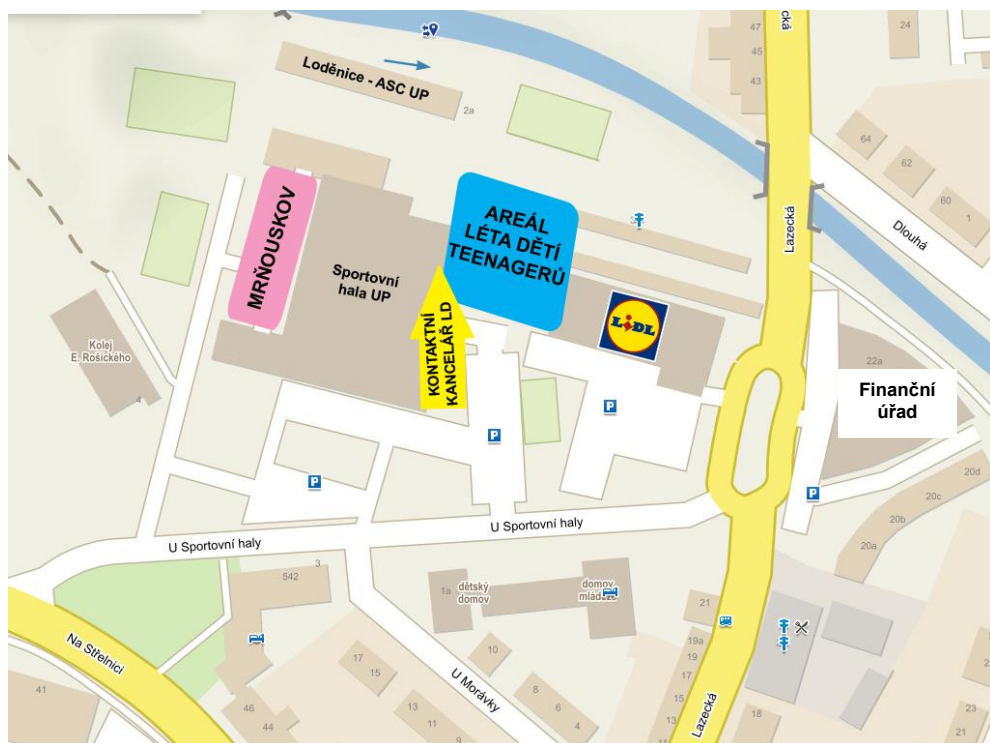 47
cká
24
45
43
Loděnice - ASC UP
2a
64
62
60
1
Lazecká
Dlouhá
MRŇOUSKOV
AREÁL
LÉTA DĚTÍ
TEENAGERŮ
Sportovní
hala UP
KONTAKTNÍ
KANCELÁŘ LD
LIDL
Kolej
E. Rošického
4
22a
Finanční
úřad
P
P
P
P
20d
20c
20b
20a
U Sportovní haly
U Sportovní haly
3
542
1a
dětský
domov
domov
mládeže
21
19a
19
17
15
13
11
Na Střelnici
U Morávky
Lazecká
10
17
15
13
11
9
8
6
4
46
44
41
18
23
21